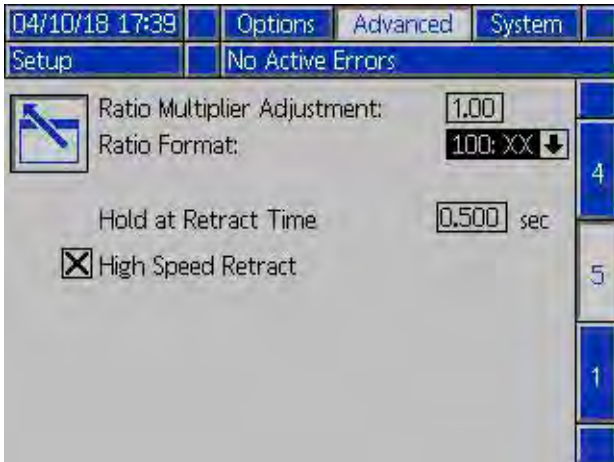 04/10/18 17:39 Options Advanced System
Setup No Active Errors
Ratio Multiplier Adjustment: 1.00
Ratio Format: 100: XX
4
Hold at Retract Time 0.500 sec
High Speed Retract
5
1